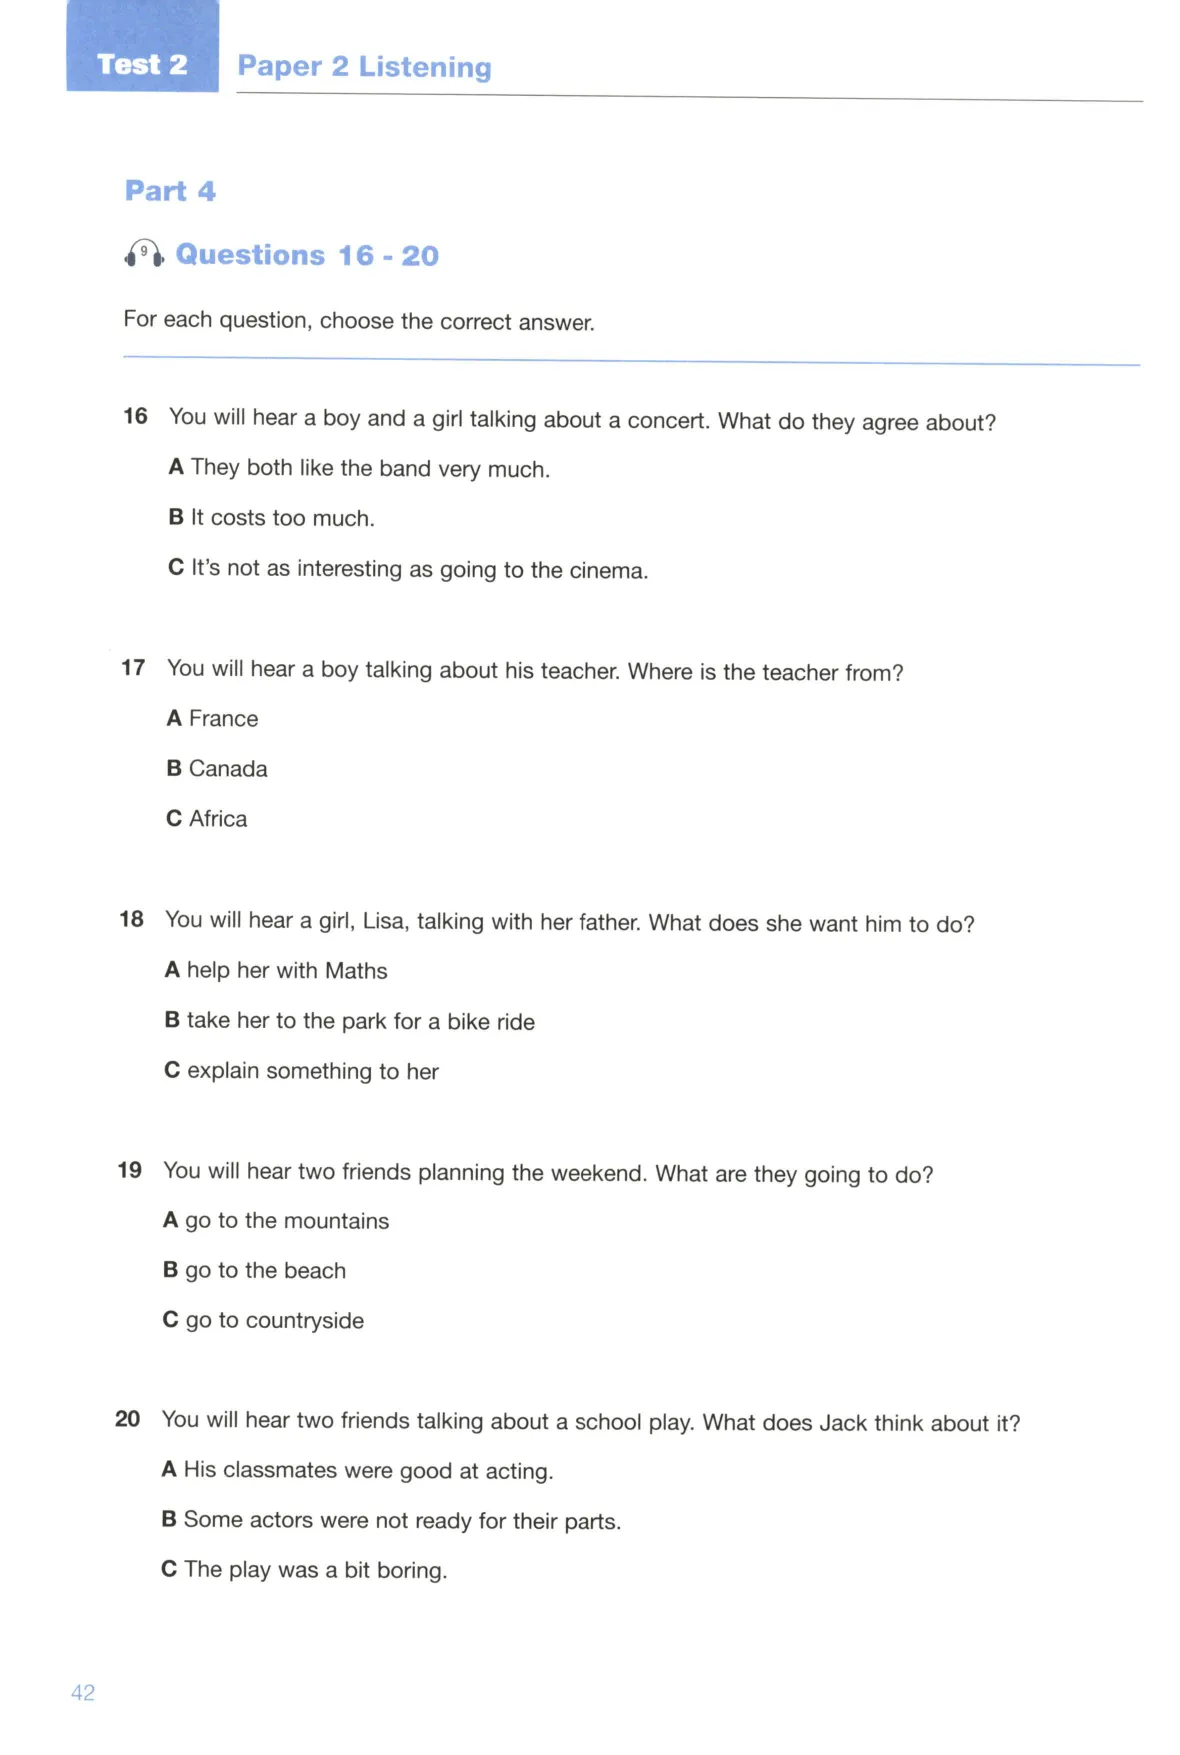 Test 2
Paper 2 Listening
Part 4
9
Questions 16 - 20
For each question, choose the correct answer.
16 You will hear a boy and a girl talking about a concert. What do they agree about?
A They both like the band very much.
B It costs too much.
C It's not as interesting as going to the cinema.
17 You will hear a boy talking about his teacher. Where is the teacher from?
A France
B Canada
C Africa
18 You will hear a girl, Lisa, talking with her father. What does she want him to do?
A help her with Maths
B take her to the park for a bike ride
C explain something to her
19 You will hear two friends planning the weekend. What are they going to do?
A go to the mountains
B go to the beach
C go to countryside
20 You will hear two friends talking about a school play. What does Jack think about it?
A His classmates were good at acting.
B Some actors were not ready for their parts.
C The play was a bit boring.
42